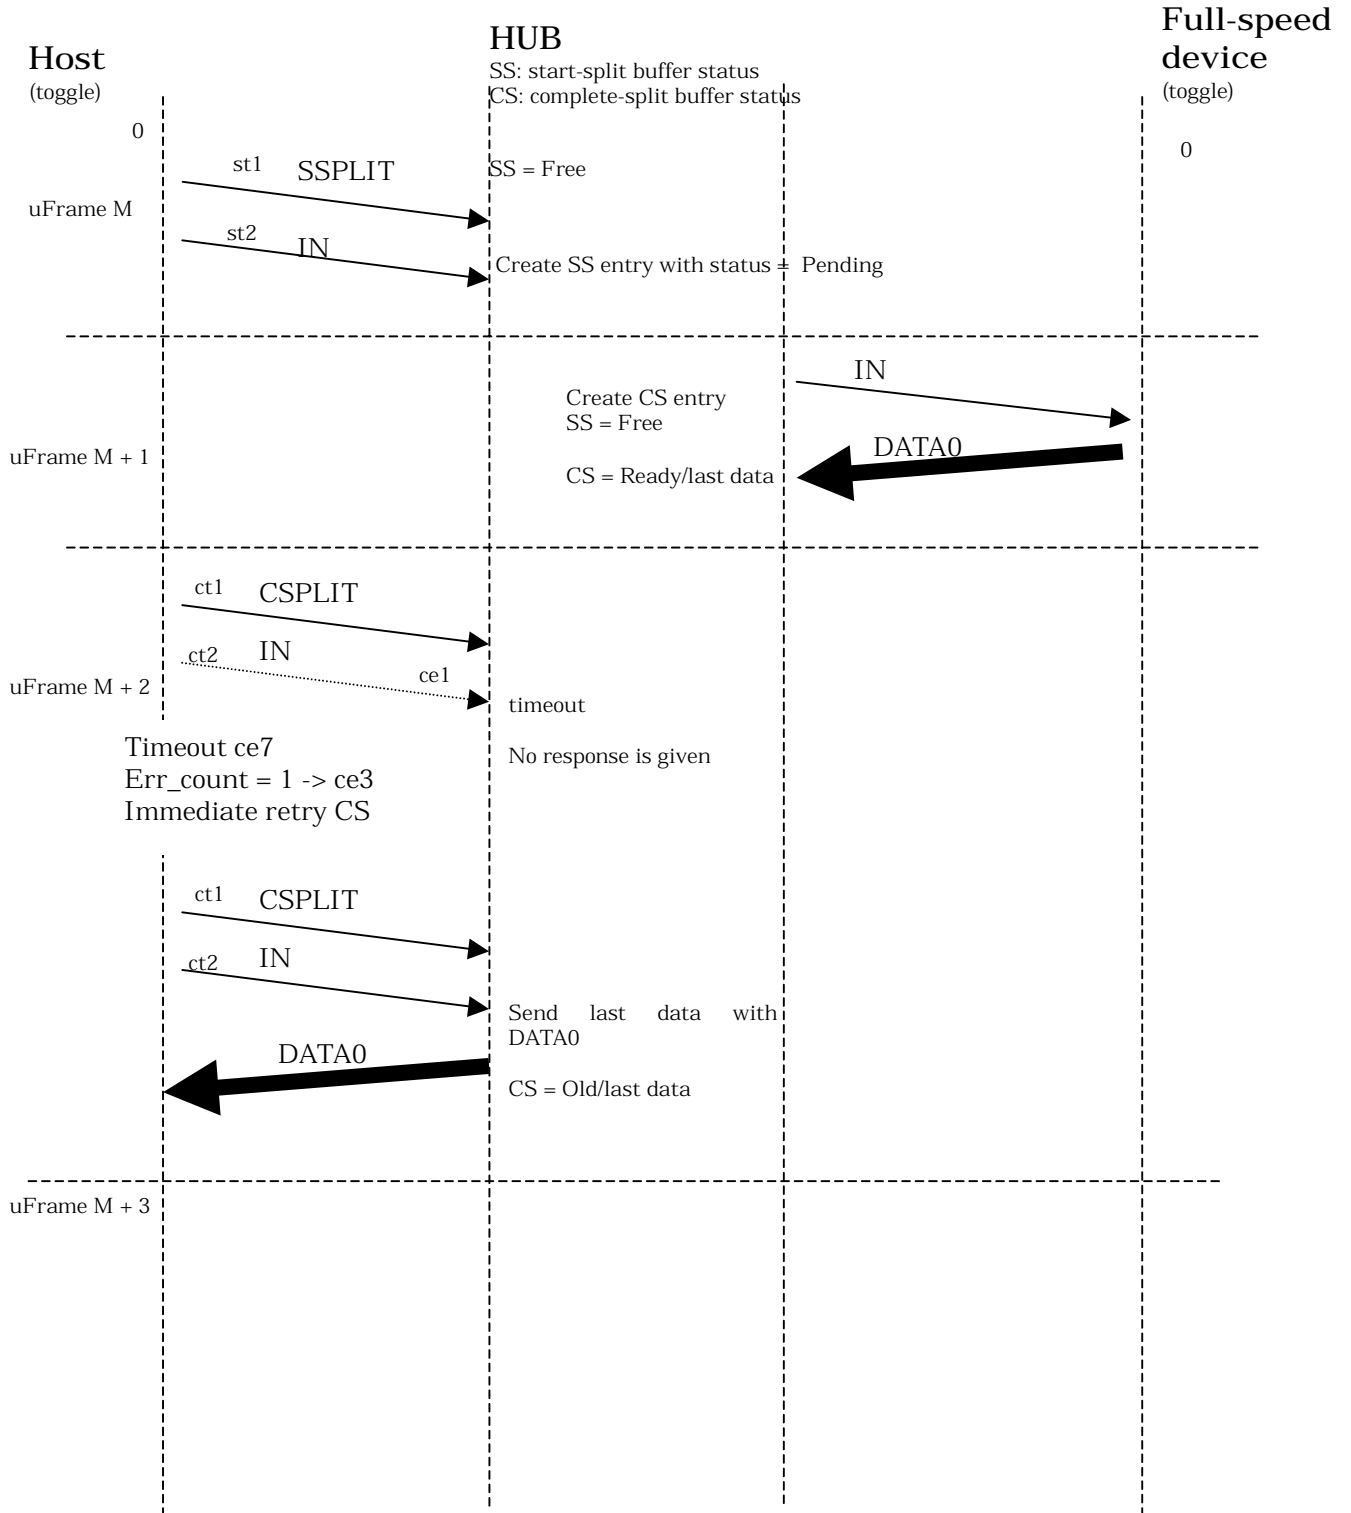 Full-speed
device
(toggle)
HUB
SS: start-split buffer status
CS: complete-split buffer status
Host
(toggle)
0
0
st1 SSPLIT
SS = Free
uFrame M
st2 IN
Create SS entry with status = Pending
IN
Create CS entry
SS = Free
DATA0
uFrame M + 1
CS = Ready/last data
ct1 CSPLIT
ct2 IN
ce1
uFrame M + 2
timeout
No response is given
Timeout ce7
Err_count = 1 -> ce3
Immediate retry CS
ct1 CSPLIT
ct2 IN
Send last data with
DATA0
DATA0
CS = Old/last data
uFrame M + 3